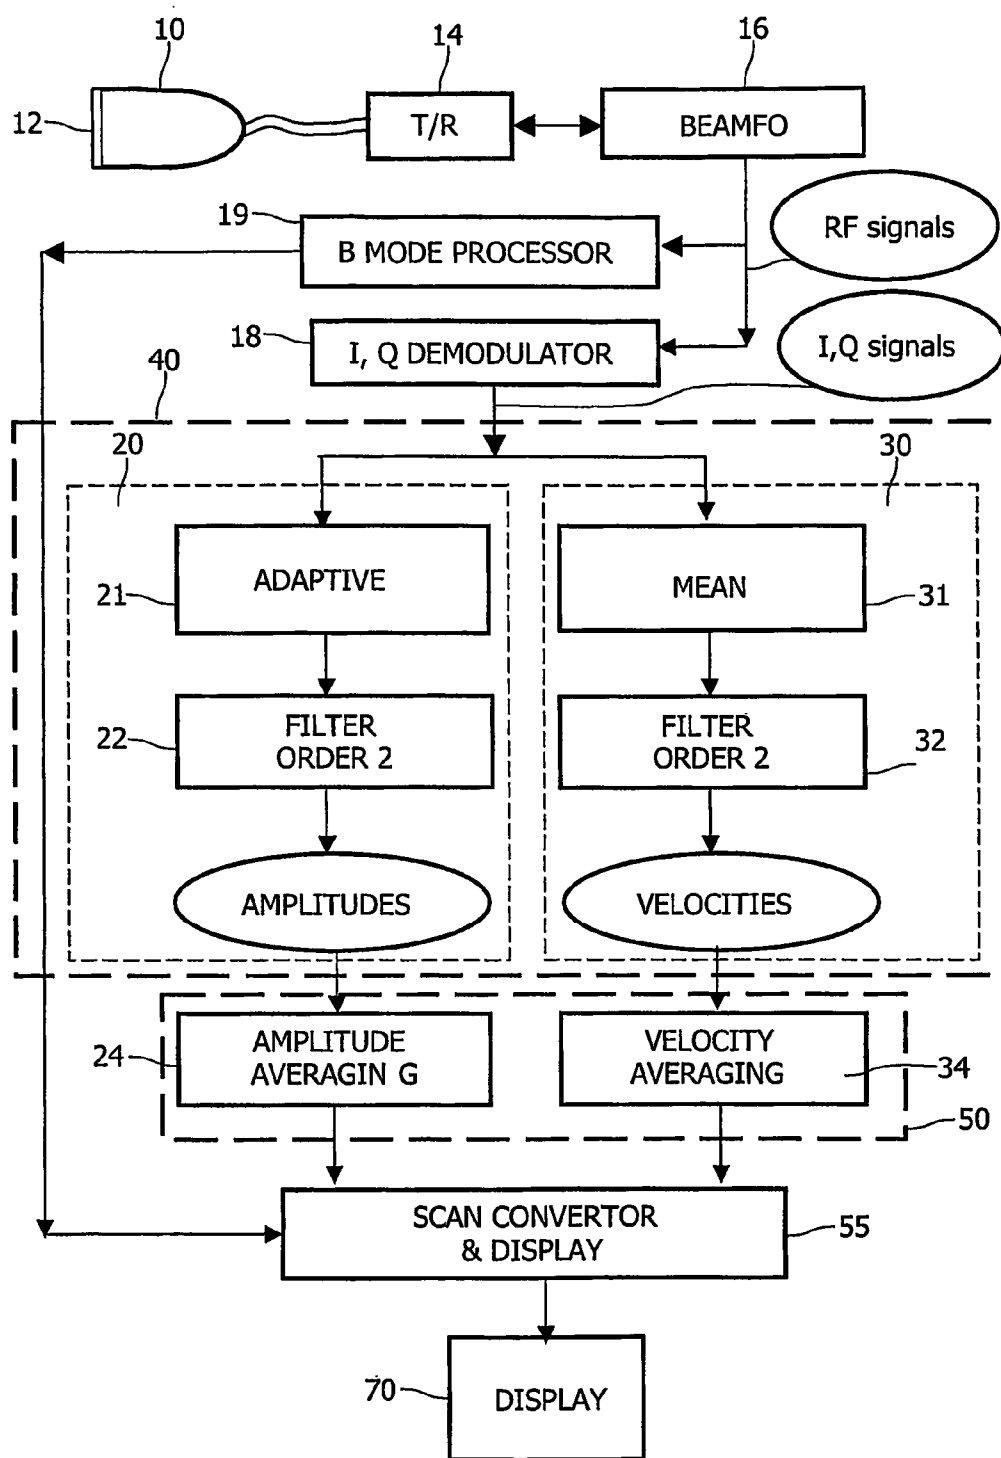 10
14
16
12
T/R
BEAMFO
19
RF signals
B MODE PROCESSOR
18
I, Q DEMODULATOR
I,Q signals
40
20
30
ADAPTIVE
MEAN
21
31
FILTER
ORDER 2
FILTER
ORDER 2
22
32
AMPLITUDES
VELOCITIES
AMPLITUDE
AVERAGIN G
VELOCITY
AVERAGING
24
34
50
SCAN CONVERTOR
& DISPLAY
55
70
DISPLAY